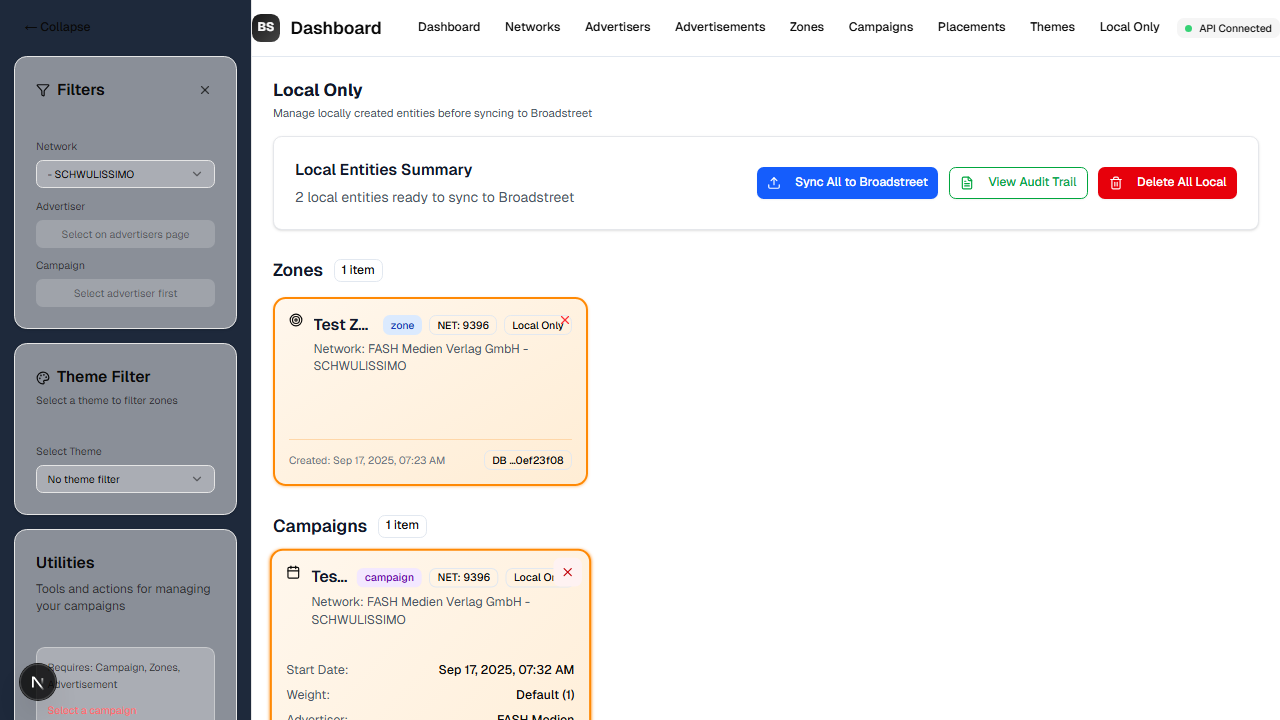 ← Collapse
Filters
Network
- SCHWULISSIMO
Advertiser
Select on advertisers page
Campaign
Select advertiser first
Theme Filter
Select a theme to filter zones
Select Theme
No theme filter
Utilities
Tools and actions for managing
your campaigns
Requires: Campaign, Zones,
Advertisement
Select a campaign
N
BS Dashboard Dashboard Networks Advertisers Advertisements Zones Campaigns Placements Themes Local Only API Connected
Local Only
Manage locally created entities before syncing to Broadstreet
Local Entities Summary
2 local entities ready to sync to Broadstreet
Sync All to Broadstreet View Audit Trail Delete All Local
Zones 1 item
Test Z... zone NET: 9396 Local Only
Network: FASH Medien Verlag GmbH -
SCHWULISSIMO
Created: Sep 17, 2025, 07:23 AM DB …0ef23f08
Campaigns 1 item
Tes... campaign NET: 9396 Local On
Network: FASH Medien Verlag GmbH -
SCHWULISSIMO
Start Date: Sep 17, 2025, 07:32 AM
Weight: Default (1)
Advertiser: FASH Medien